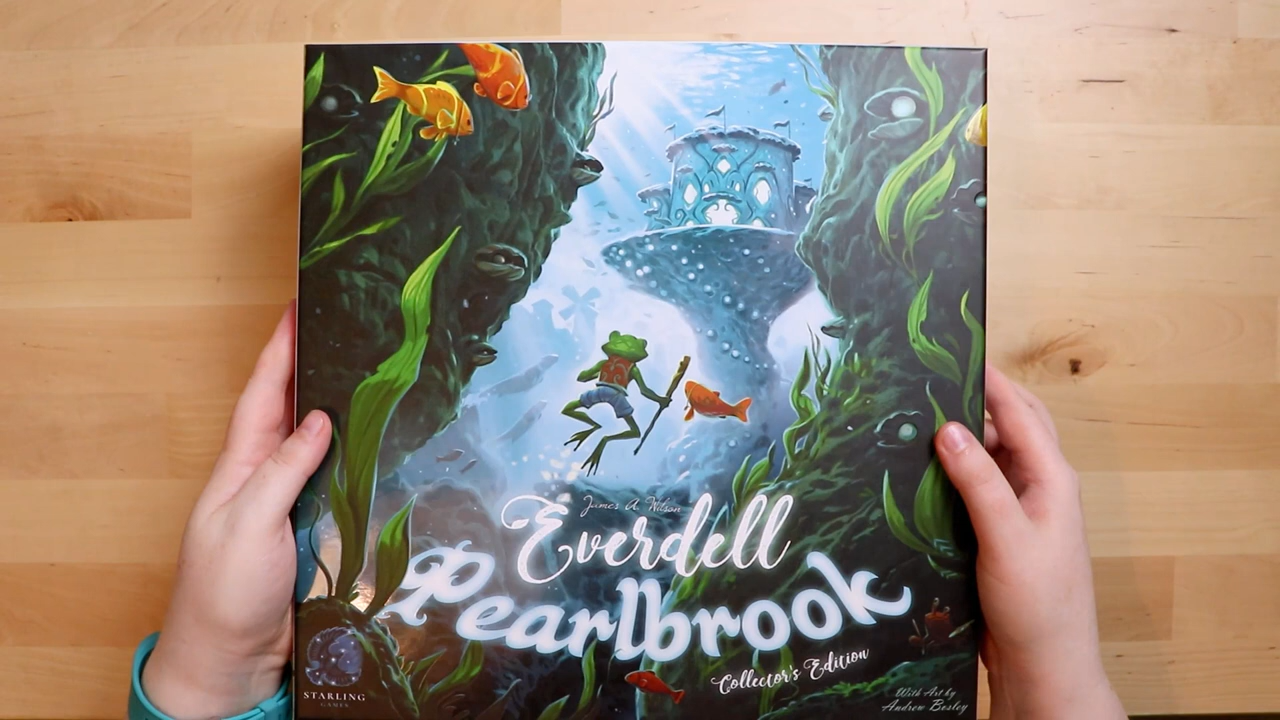 James A. Wilson
Everdell
Pearlbrook
Collector's Edition
STARLING
GAMES
With Art by
Andrew Bosley